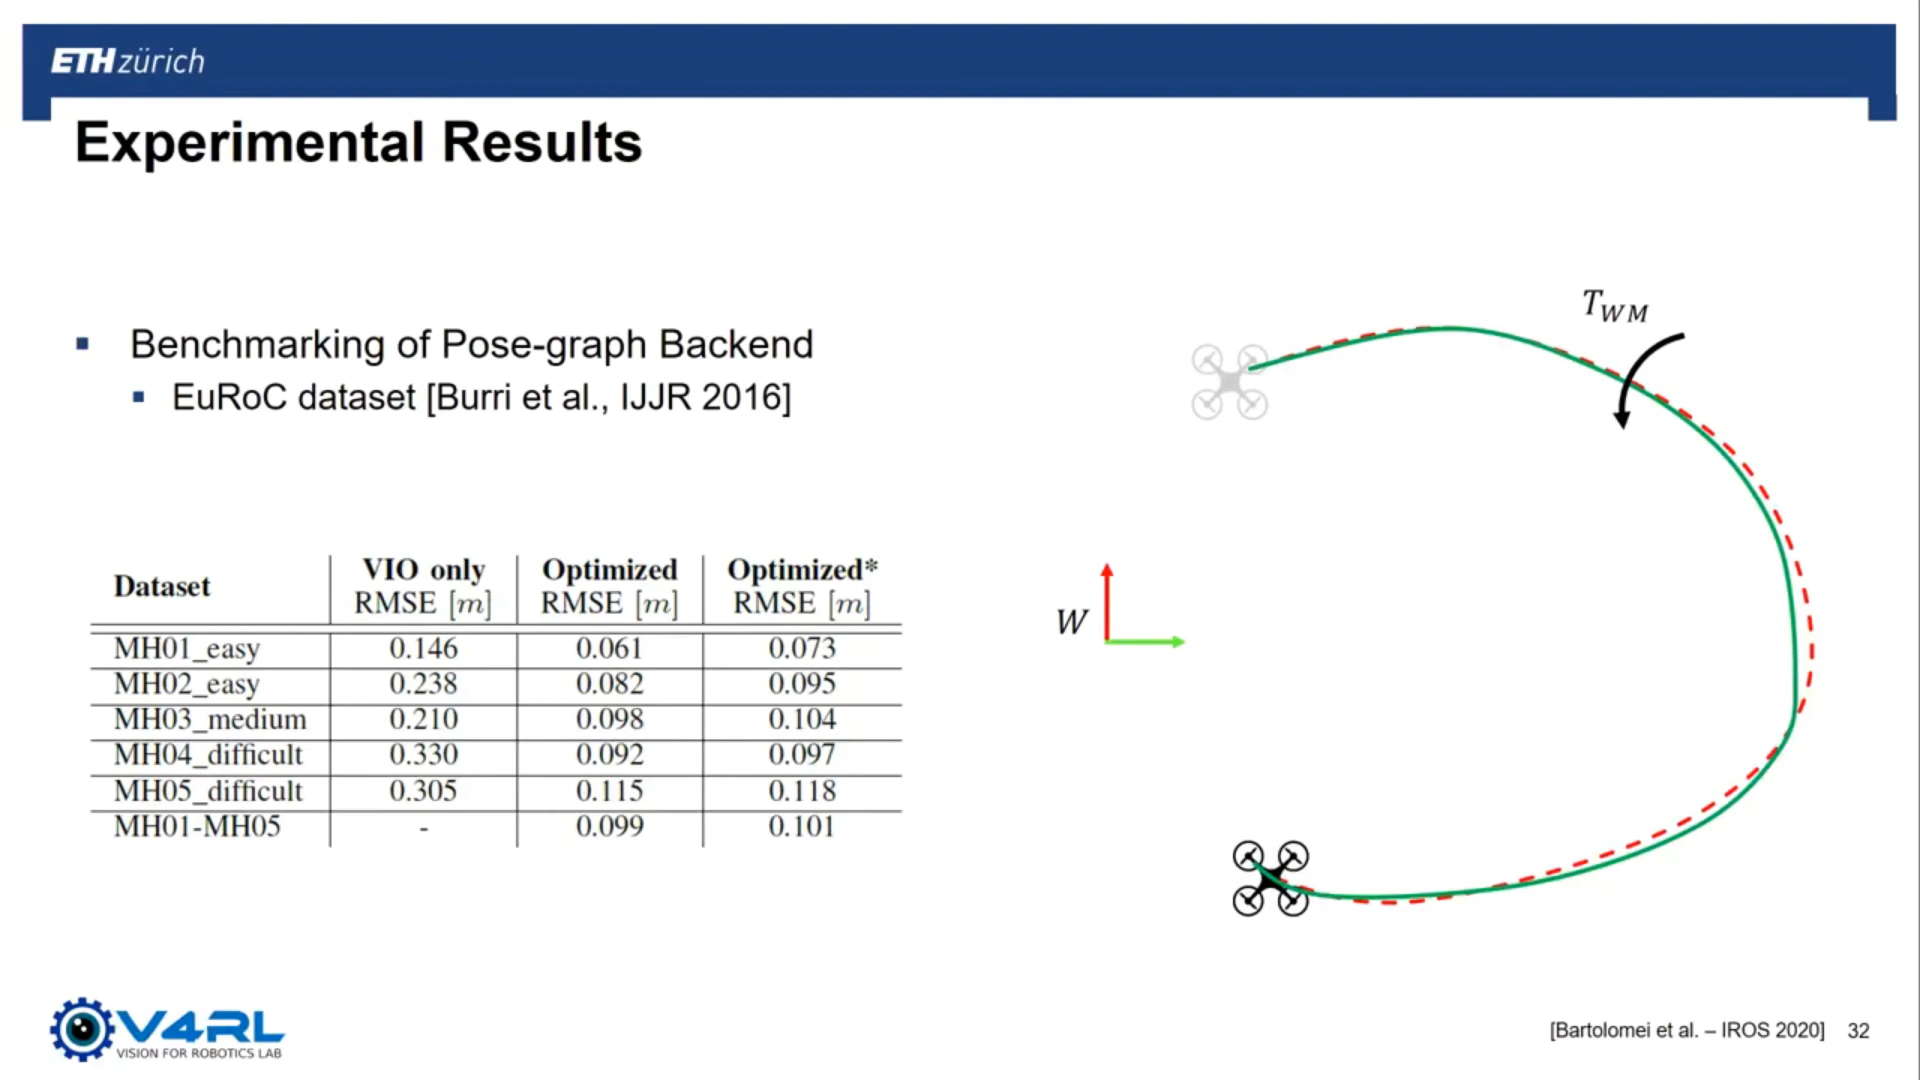 ETH zürich
Experimental Results
Benchmarking of Pose-graph Backend
EuRoC dataset [Burri et al., IJJR 2016]
Dataset VIO only RMSE [m] Optimized RMSE [m] Optimized* RMSE [m]
MH01_easy 0.146 0.061 0.073
MH02_easy 0.238 0.082 0.095
MH03_medium 0.210 0.098 0.104
MH04_difficult 0.330 0.092 0.097
MH05_difficult 0.305 0.115 0.118
MH01-MH05 - 0.099 0.101
T_WM
W
V4RL
VISION FOR ROBOTICS LAB
[Bartolomei et al. – IROS 2020] 32